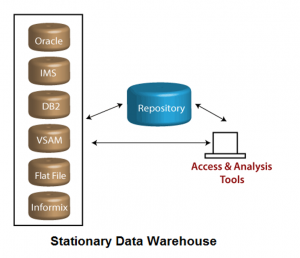 Oracle
IMS
DB2
VSAM
Flat File
Informix
Repository
Access & Analysis
Tools
Stationary Data Warehouse